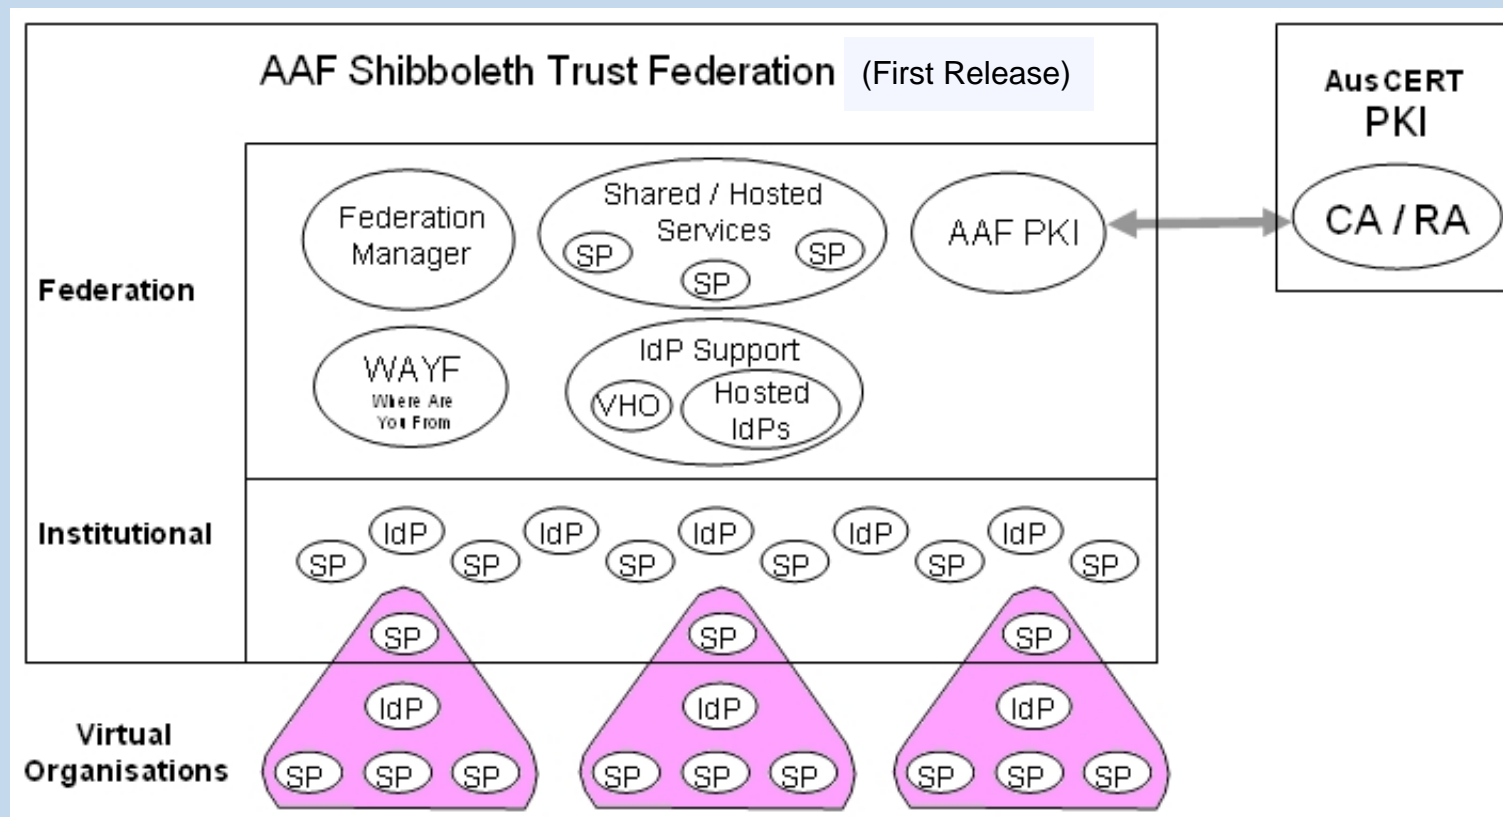 AAF Shibboleth Trust Federation (First Release)
AusCERT
PKI
CA / RA
Federation
Federation
Manager
Shared / Hosted
Services
SP
SP
SP
AAF PKI
WAYF
Where Are
You From
IdP Support
VHO
Hosted
IdPs
Institutional
IdP IdP IdP IdP IdP
SP SP SP SP SP SP
SP SP SP
Virtual
Organisations
IdP IdP IdP
SP SP SP SP SP SP SP SP SP